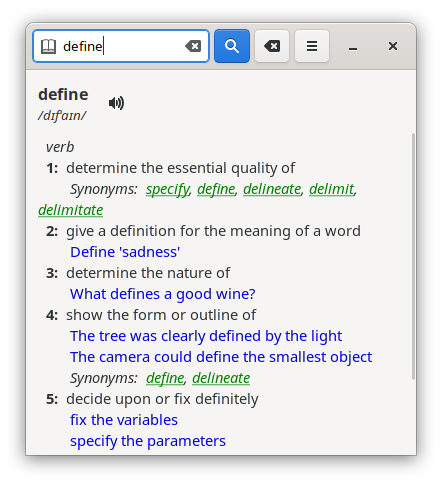 define
define
/dɪfˈaɪn/
verb
1: determine the essential quality of
Synonyms: specify, define, delineate, delimit,
delimitate
2: give a definition for the meaning of a word
Define 'sadness'
3: determine the nature of
What defines a good wine?
4: show the form or outline of
The tree was clearly defined by the light
The camera could define the smallest object
Synonyms: define, delineate
5: decide upon or fix definitely
fix the variables
specify the parameters